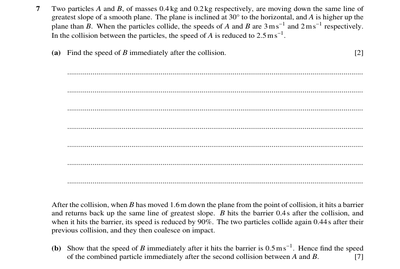 7 Two particles A and B, of masses 0.4 kg and 0.2 kg respectively, are moving down the same line of
greatest slope of a smooth plane. The plane is inclined at 30° to the horizontal, and A is higher up the
plane than B. When the particles collide, the speeds of A and B are 3 m s⁻¹ and 2 m s⁻¹ respectively.
In the collision between the particles, the speed of A is reduced to 2.5 m s⁻¹.
(a) Find the speed of B immediately after the collision. [2]
After the collision, when B has moved 1.6 m down the plane from the point of collision, it hits a barrier
and returns back up the same line of greatest slope. B hits the barrier 0.4 s after the collision, and
when it hits the barrier, its speed is reduced by 90%. The two particles collide again 0.44 s after their
previous collision, and they then coalesce on impact.
(b) Show that the speed of B immediately after it hits the barrier is 0.5 m s⁻¹. Hence find the speed
of the combined particle immediately after the second collision between A and B. [7]